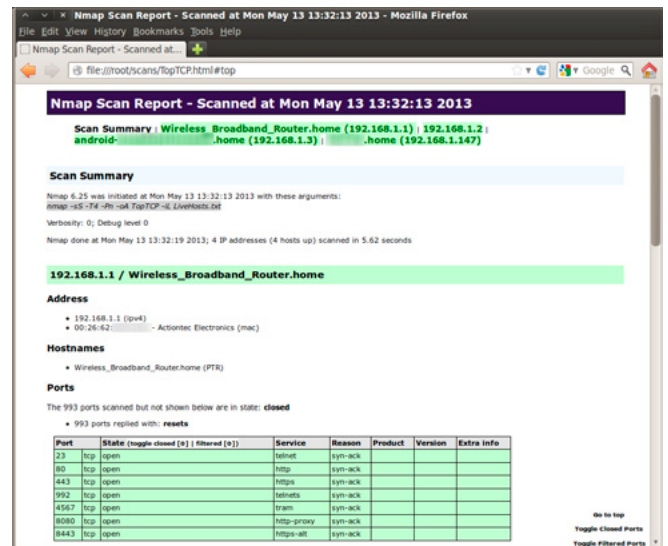 Nmap Scan Report - Scanned at Mon May 13 13:32:13 2013 - Mozilla Firefox
File Edit View History Bookmarks Tools Help
Nmap Scan Report - Scanned at...
file:///root/scans/TopTCP.html#top
Google
Nmap Scan Report - Scanned at Mon May 13 13:32:13 2013
Scan Summary | Wireless_Broadband_Router.home (192.168.1.1) | 192.168.1.2 |
android- .home (192.168.1.3) | .home (192.168.1.147)
Scan Summary
Nmap 6.25 was initiated at Mon May 13 13:32:13 2013 with these arguments:
nmap -sS -T4 -Pn -oA TopTCP -iL LiveHosts.txt
Verbosity: 0; Debug level 0
Nmap done at Mon May 13 13:32:19 2013; 4 IP addresses (4 hosts up) scanned in 5.62 seconds
192.168.1.1 / Wireless_Broadband_Router.home
Address
• 192.168.1.1 (ipv4)
• 00:26:62: - Actiontec Electronics (mac)
Hostnames
• Wireless_Broadband_Router.home (PTR)
Ports
The 993 ports scanned but not shown below are in state: closed
• 993 ports replied with: resets
Port State (toggle closed [0] | filtered [0]) Service Reason Product Version Extra info
23 tcp open telnet syn-ack
80 tcp open http syn-ack
443 tcp open https syn-ack
992 tcp open telnets syn-ack
4567 tcp open tram syn-ack
8080 tcp open http-proxy syn-ack
8443 tcp open https-alt syn-ack
Go to top
Toggle Closed Ports
Toggle Filtered Ports